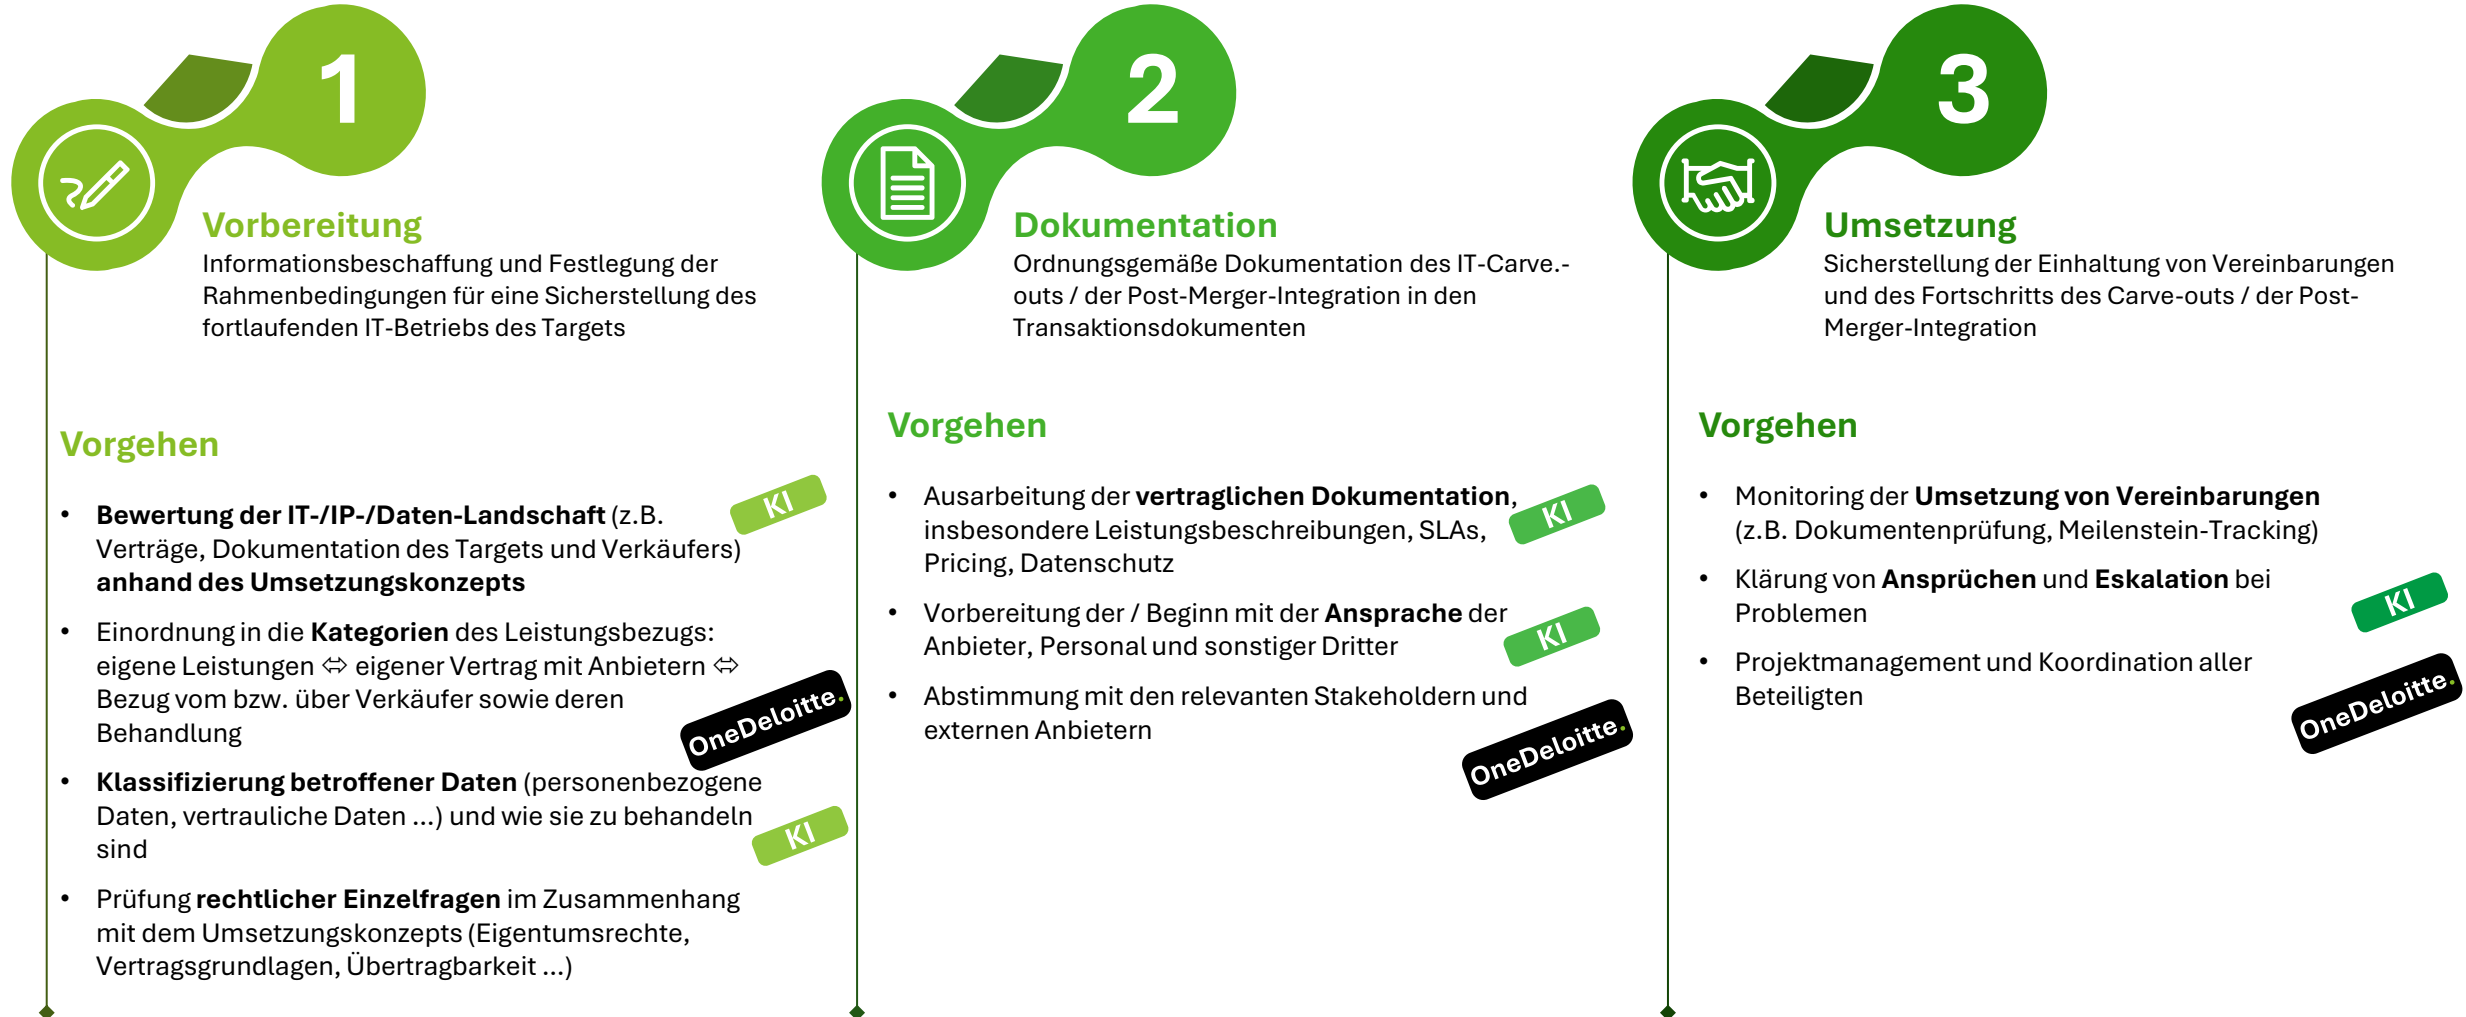 1
Vorbereitung
Informationsbeschaffung und Festlegung der
Rahmenbedingungen für eine Sicherstellung des
fortlaufenden IT-Betriebs des Targets
Vorgehen
• Bewertung der IT-/IP-/Daten-Landschaft (z.B.
Verträge, Dokumentation des Targets und Verkäufers)
anhand des Umsetzungskonzepts
KI
• Einordnung in die Kategorien des Leistungsbezugs:
eigene Leistungen ⬄ eigener Vertrag mit Anbietern ⬄
Bezug vom bzw. über Verkäufer sowie deren
Behandlung
OneDeloitte.
• Klassifizierung betroffener Daten (personenbezogene
Daten, vertrauliche Daten ...) und wie sie zu behandeln
sind
KI
• Prüfung rechtlicher Einzelfragen im Zusammenhang
mit dem Umsetzungskonzepts (Eigentumsrechte,
Vertragsgrundlagen, Übertragbarkeit ...)
2
Dokumentation
Ordnungsgemäße Dokumentation des IT-Carve.-
outs / der Post-Merger-Integration in den
Transaktionsdokumenten
Vorgehen
• Ausarbeitung der vertraglichen Dokumentation,
insbesondere Leistungsbeschreibungen, SLAs,
Pricing, Datenschutz
KI
• Vorbereitung der / Beginn mit der Ansprache der
Anbieter, Personal und sonstiger Dritter
KI
• Abstimmung mit den relevanten Stakeholdern und
externen Anbietern
OneDeloitte.
3
Umsetzung
Sicherstellung der Einhaltung von Vereinbarungen
und des Fortschritts des Carve-outs / der Post-
Merger-Integration
Vorgehen
• Monitoring der Umsetzung von Vereinbarungen
(z.B. Dokumentenprüfung, Meilenstein-Tracking)
• Klärung von Ansprüchen und Eskalation bei
Problemen
KI
• Projektmanagement und Koordination aller
Beteiligten
OneDeloitte.